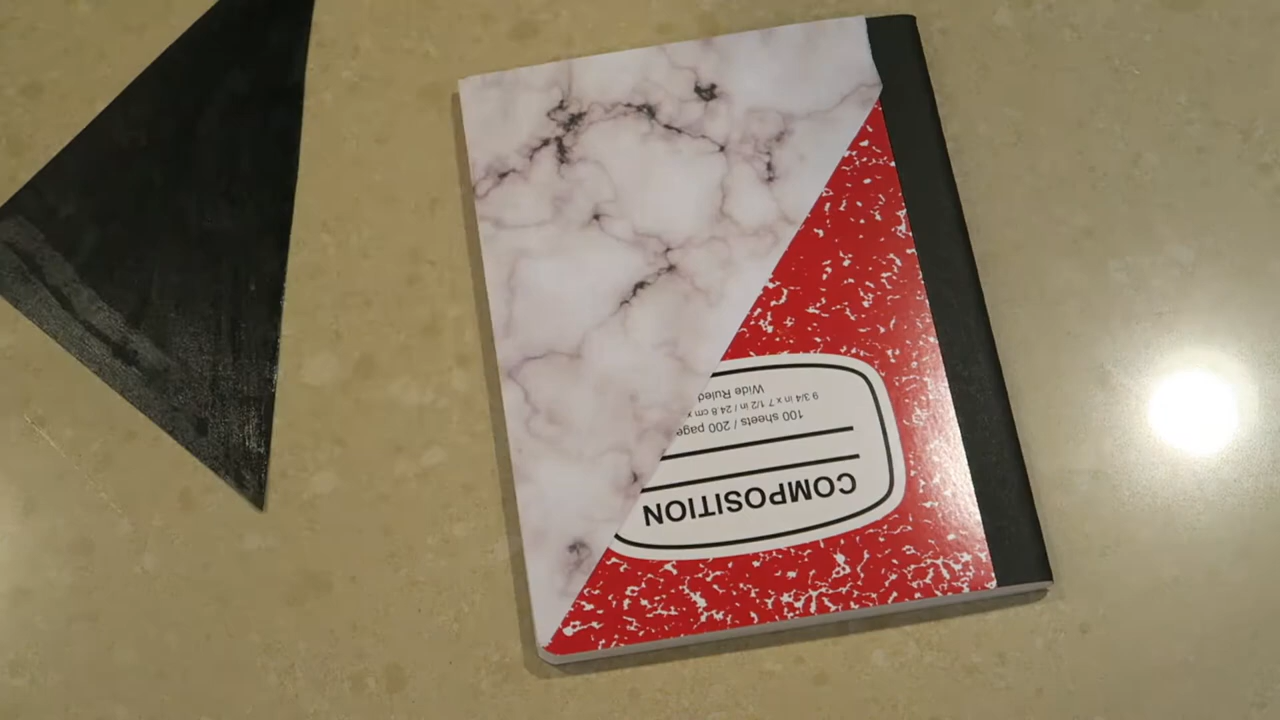 COMPOSITION
100 sheets / 200 page
9 3/4 in x 7 1/2 in / 24.8 cm x
Wide Ruled